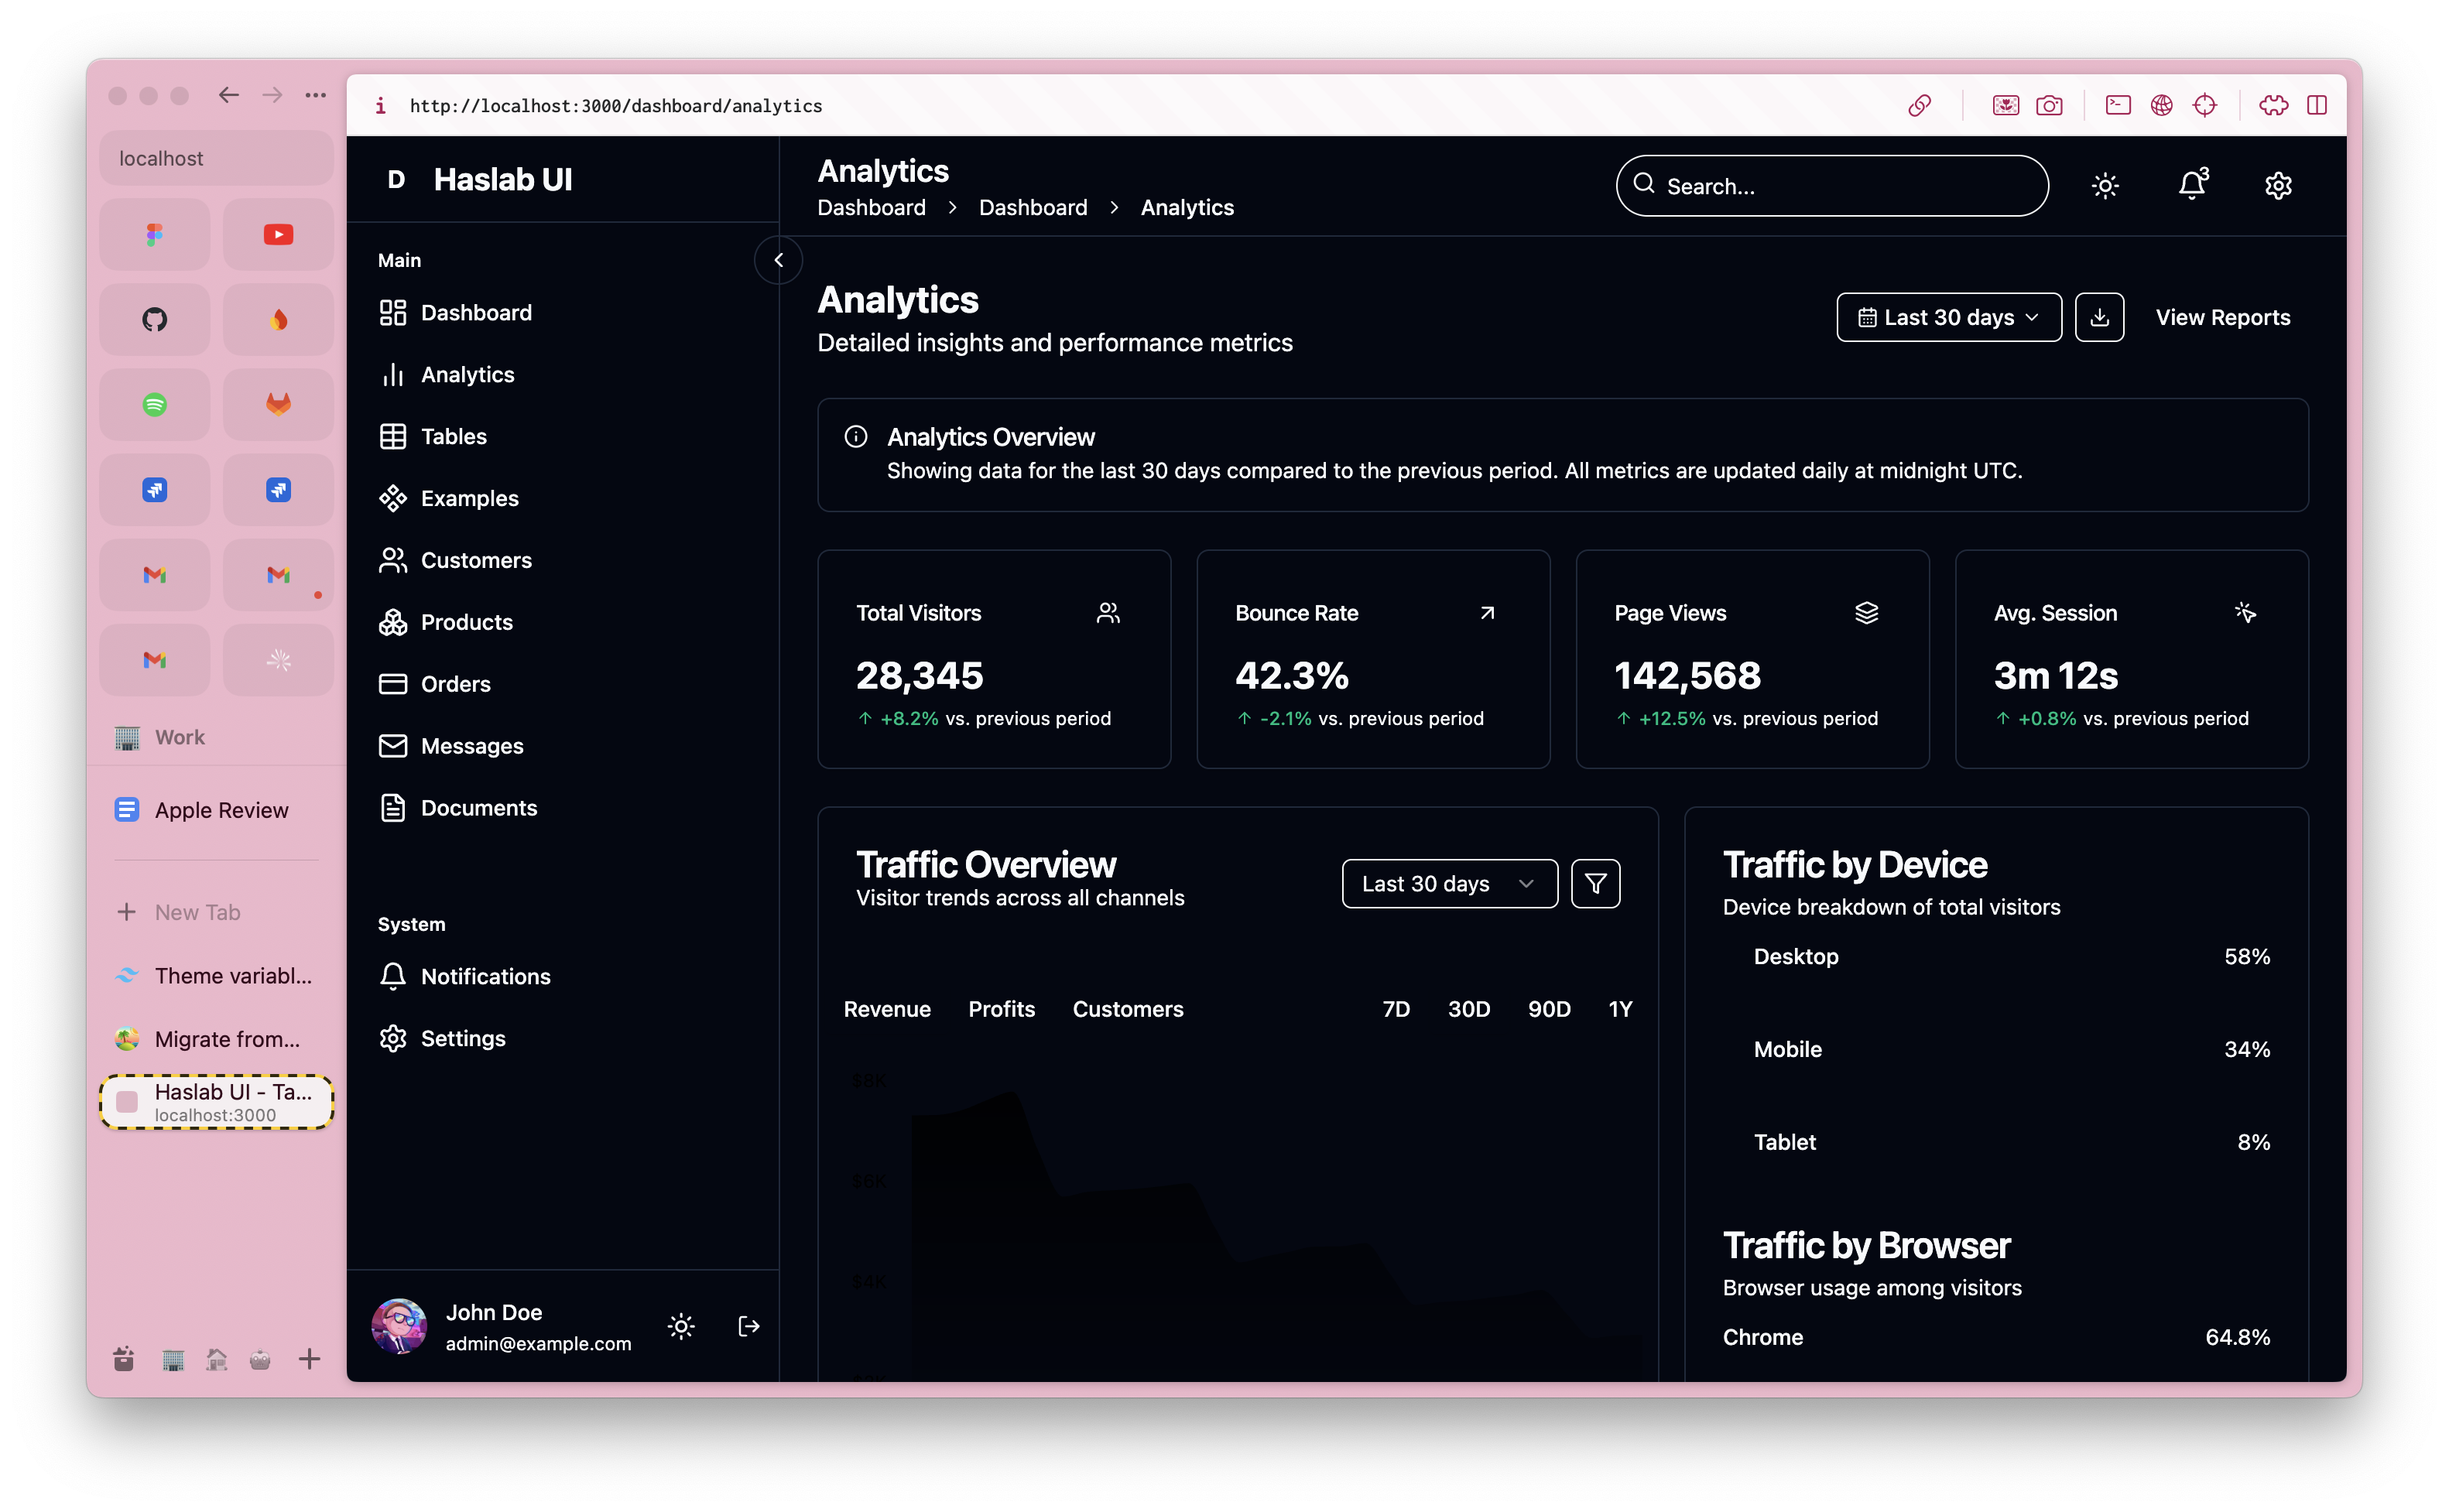 http://localhost:3000/dashboard/analytics
localhost
Work
Apple Review
New Tab
Theme variabl...
Migrate from...
Haslab UI - Ta...
localhost:3000
D
Haslab UI
Main
Dashboard
Analytics
Tables
Examples
Customers
Products
Orders
Messages
Documents
System
Notifications
Settings
John Doe
admin@example.com
Analytics
Dashboard > Dashboard > Analytics
Search...
3
Analytics
Detailed insights and performance metrics
Last 30 days
View Reports
Analytics Overview
Showing data for the last 30 days compared to the previous period. All metrics are updated daily at midnight UTC.
Total Visitors
28,345
↑ +8.2% vs. previous period
Bounce Rate
42.3%
↑ -2.1% vs. previous period
Page Views
142,568
↑ +12.5% vs. previous period
Avg. Session
3m 12s
↑ +0.8% vs. previous period
Traffic Overview
Visitor trends across all channels
Last 30 days
Revenue Profits Customers 7D 30D 90D 1Y
$8K
$6K
$4K
Traffic by Device
Device breakdown of total visitors
Desktop 58%
Mobile 34%
Tablet 8%
Traffic by Browser
Browser usage among visitors
Chrome 64.8%